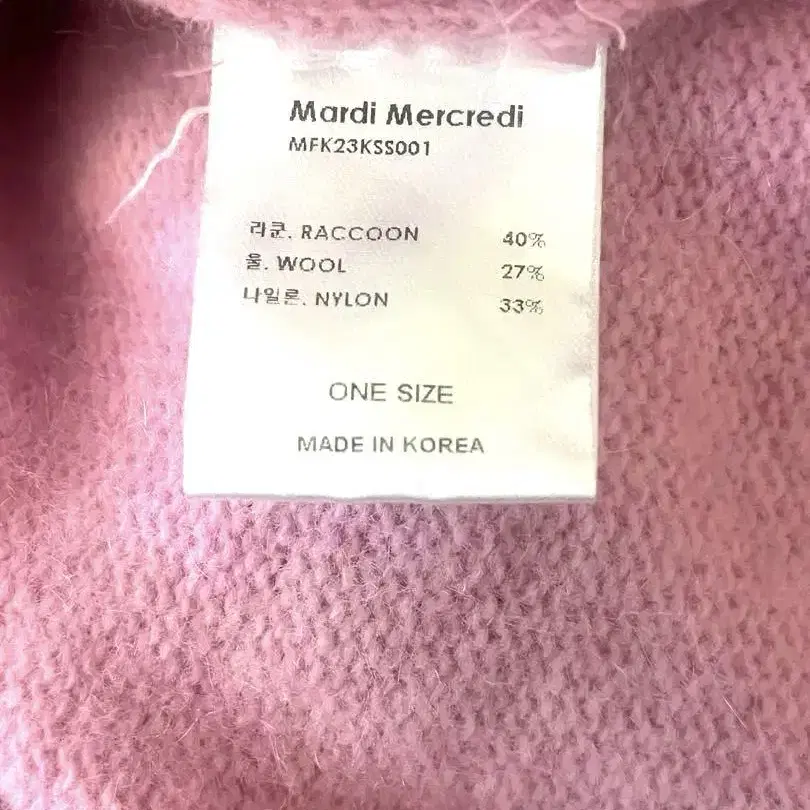 Mardi Mercredi
MFK23KSS001
라쿤. RACCOON 40%
울. WOOL 27%
나일론. NYLON 33%
ONE SIZE
MADE IN KOREA